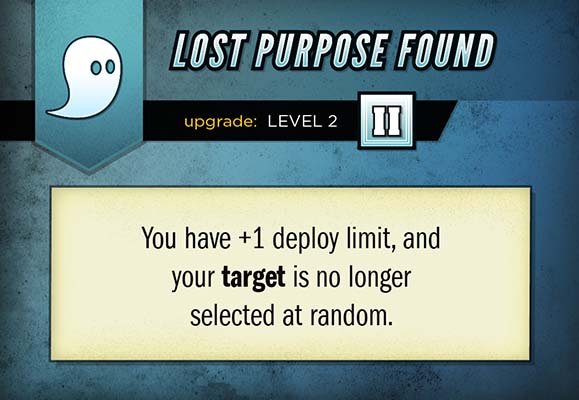 LOST PURPOSE FOUND
upgrade: LEVEL 2 II
You have +1 deploy limit, and
your target is no longer
selected at random.